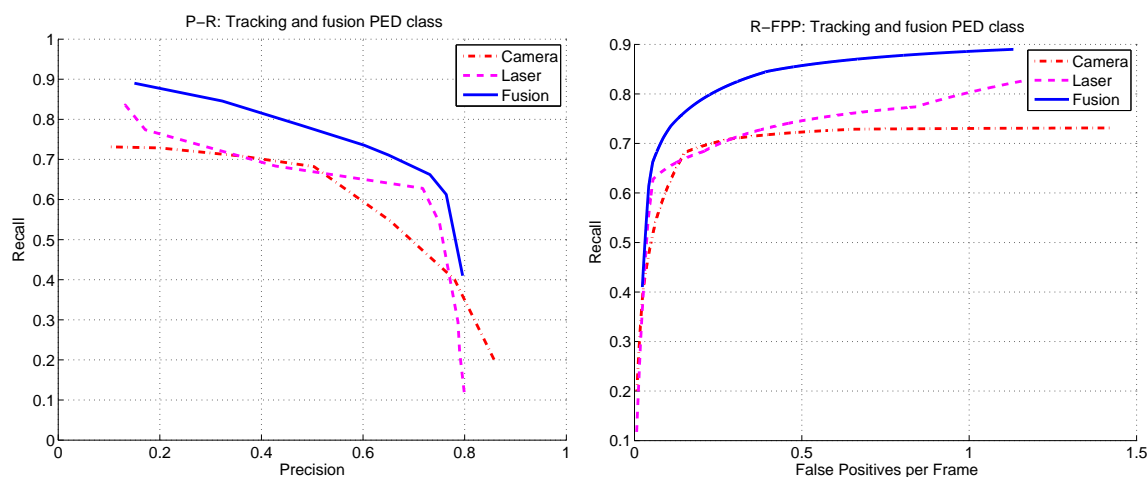 P-R: Tracking and fusion PED class
Recall
1
0.9
0.8
0.7
0.6
0.5
0.4
0.3
0.2
0.1
0
0
0.2
0.4
0.6
0.8
1
Precision
Camera
Laser
Fusion
R-FPP: Tracking and fusion PED class
Recall
0.9
0.8
0.7
0.6
0.5
0.4
0.3
0.2
0.1
0
0.5
1
1.5
False Positives per Frame
Camera
Laser
Fusion